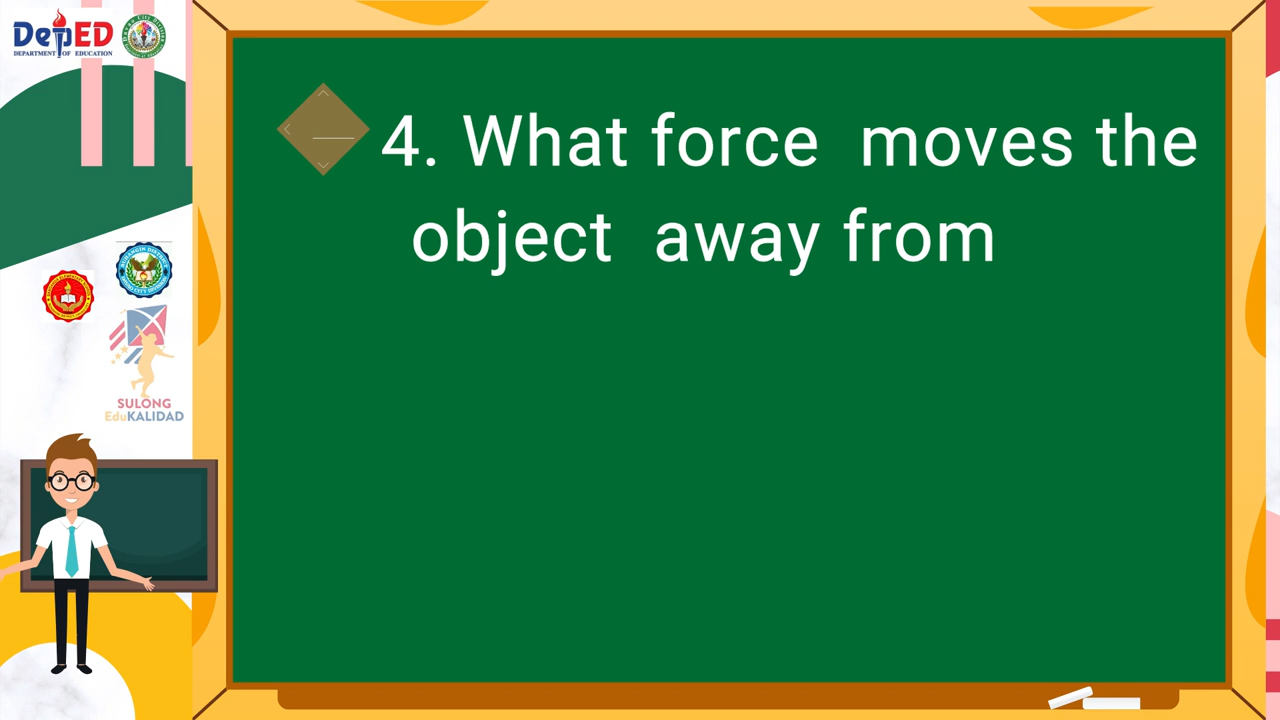 DepED
DEPARTMENT OF EDUCATION
4. What force moves the
object away from
SULONG
EduKALIDAD